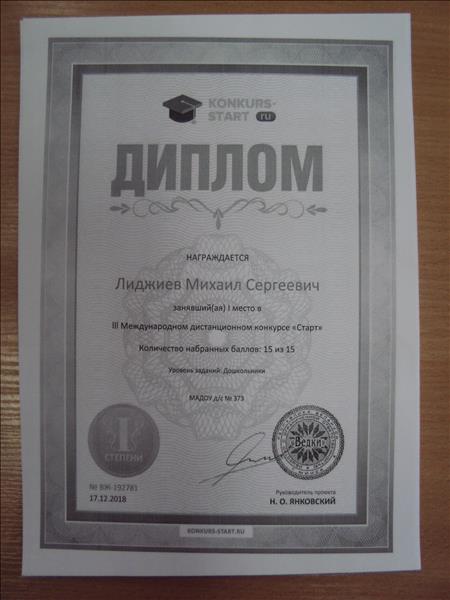 KONKURS-
START ru
ДИПЛОМ
НАГРАЖДАЕТСЯ
Лиджиев Михаил Сергеевич
занявший(ая) I место в
III Международном дистанционном конкурсе «Старт»
Количество набранных баллов: 15 из 15
Уровень заданий: Дошкольники
МАДОУ д/с № 373
I
СТЕПЕНИ
"Ведки"
№ ВЖ-192781
17.12.2018
Руководитель проекта
Н. О. ЯНКОВСКИЙ
KONKURS-START.RU